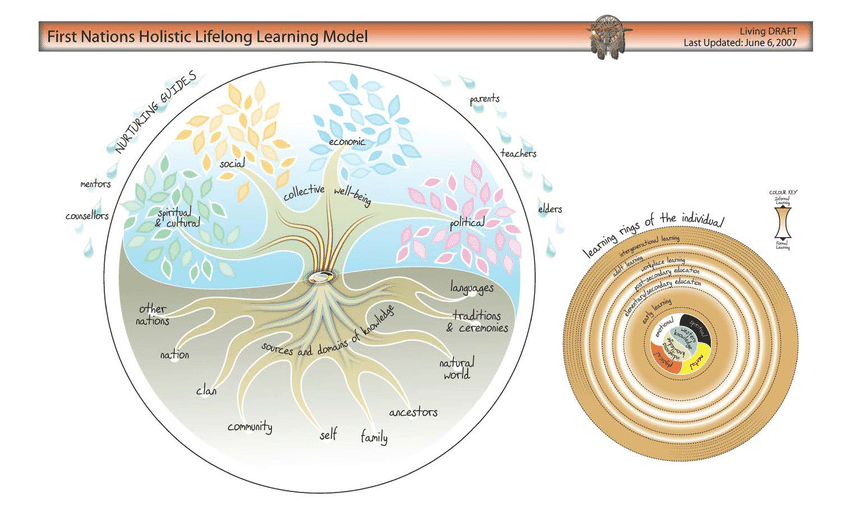 First Nations Holistic Lifelong Learning Model
Living DRAFT
Last Updated: June 6, 2007
NURTURING GUIDES
mentors
counsellors
parents
teachers
elders
social
economic
spiritual
& cultural
political
collective well-being
sources and domains of knowledge
other
nations
nation
clan
community
self
family
ancestors
natural
world
traditions
& ceremonies
languages
COLOUR KEY
Informal
Learning
Formal
Learning
learning rings of the individual
intergenerational learning
adult learning
workplace learning
post-secondary education
elementary/secondary education
early learning
emotional
spiritual
physical
mental